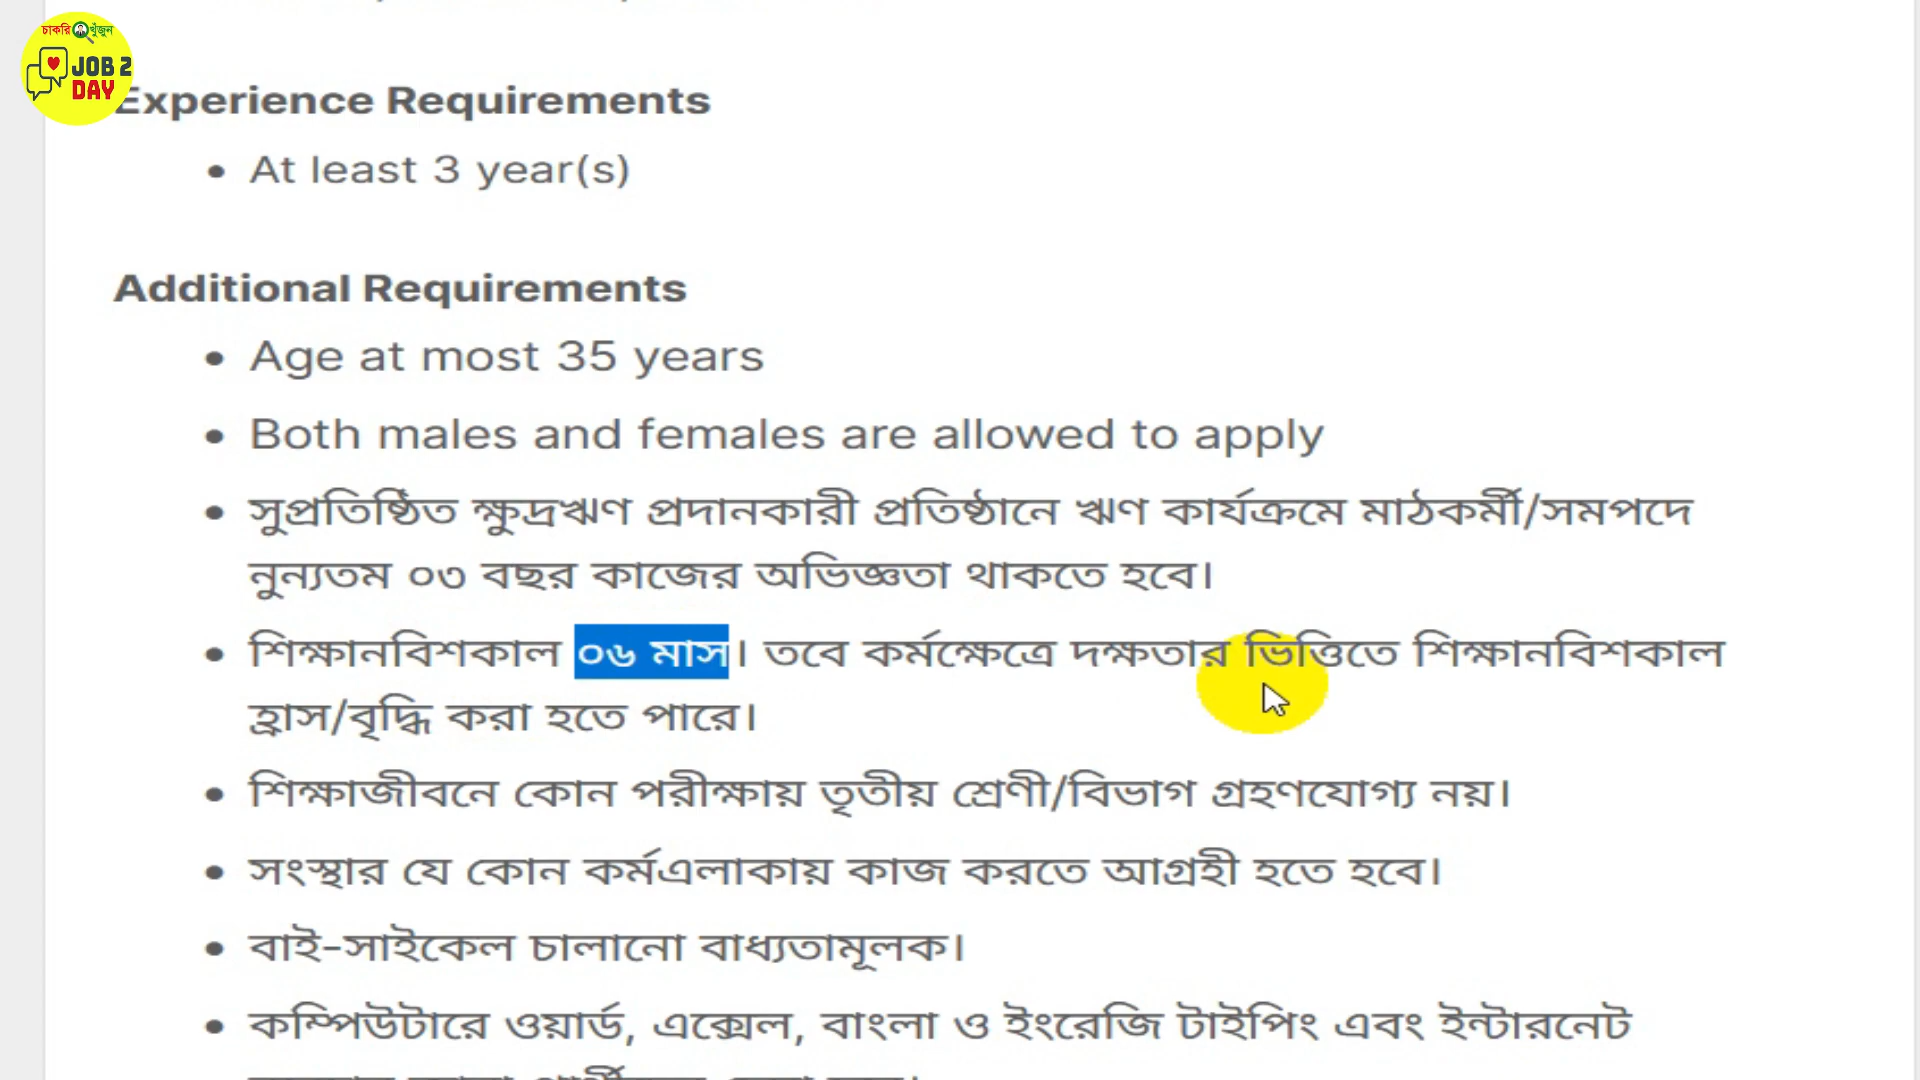 চাকরি খুঁজুন
JOB 2
DAY
Experience Requirements
• At least 3 year(s)
Additional Requirements
• Age at most 35 years
• Both males and females are allowed to apply
• সুপ্রতিষ্ঠিত ক্ষুদ্রঋণ প্রদানকারী প্রতিষ্ঠানে ঋণ কার্যক্রমে মাঠকর্মী/সমপদে
নুন্যতম ০৩ বছর কাজের অভিজ্ঞতা থাকতে হবে।
• শিক্ষানবিশকাল ০৬ মাস। তবে কর্মক্ষেত্রে দক্ষতার ভিত্তিতে শিক্ষানবিশকাল
হ্রাস/বৃদ্ধি করা হতে পারে।
• শিক্ষাজীবনে কোন পরীক্ষায় তৃতীয় শ্রেণী/বিভাগ গ্রহণযোগ্য নয়।
• সংস্থার যে কোন কর্মএলাকায় কাজ করতে আগ্রহী হতে হবে।
• বাই-সাইকেল চালানো বাধ্যতামূলক।
• কম্পিউটারে ওয়ার্ড, এক্সেল, বাংলা ও ইংরেজি টাইপিং এবং ইন্টারনেট